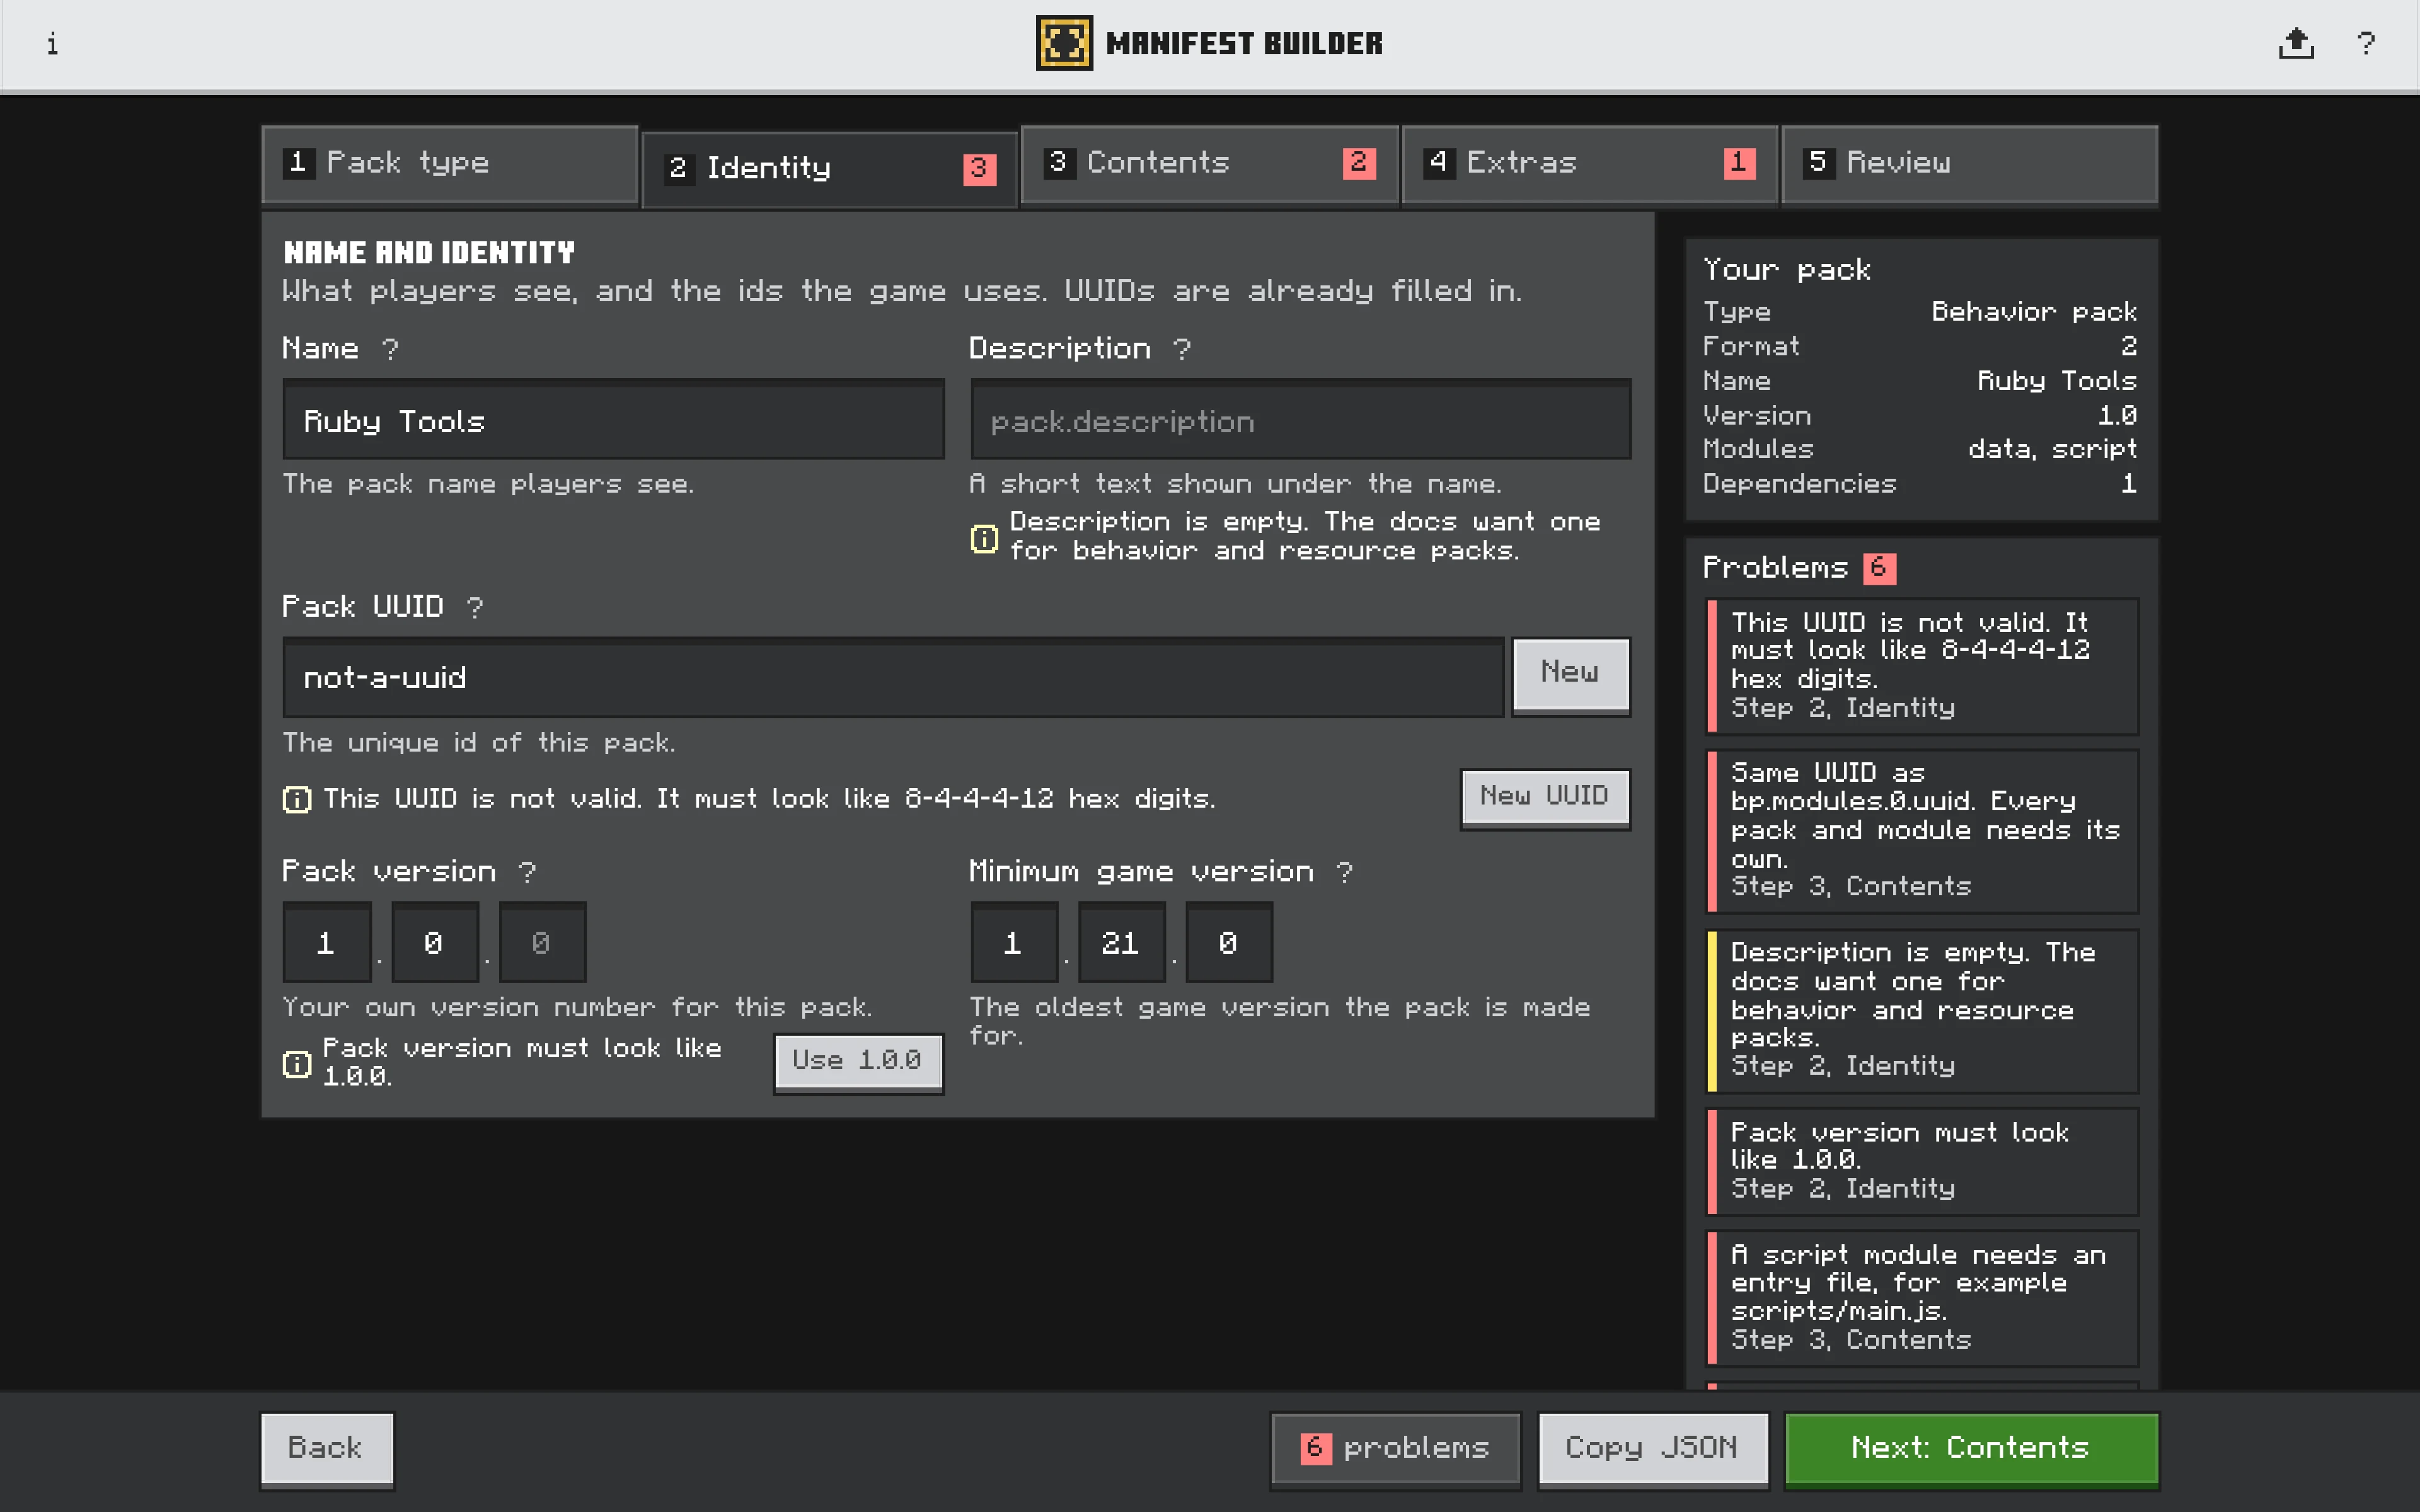 i
MANIFEST BUILDER
?
1 Pack type
2 Identity 3
3 Contents 2
4 Extras 1
5 Review
NAME AND IDENTITY
What players see, and the ids the game uses. UUIDs are already filled in.
Name ?
Ruby Tools
The pack name players see.
Description ?
pack.description
A short text shown under the name.
Description is empty. The docs want one
for behavior and resource packs.
Pack UUID ?
not-a-uuid
New
The unique id of this pack.
This UUID is not valid. It must look like 8-4-4-4-12 hex digits.
New UUID
Pack version ?
1 . 0 . 0
Your own version number for this pack.
Pack version must look like
1.0.0.
Use 1.0.0
Minimum game version ?
1 . 21 . 0
The oldest game version the pack is made
for.
Your pack
Type Behavior pack
Format 2
Name Ruby Tools
Version 1.0
Modules data, script
Dependencies 1
Problems 6
This UUID is not valid. It
must look like 8-4-4-4-12
hex digits.
Step 2, Identity
Same UUID as
bp.modules.0.uuid. Every
pack and module needs its
own.
Step 3, Contents
Description is empty. The
docs want one for
behavior and resource
packs.
Step 2, Identity
Pack version must look
like 1.0.0.
Step 2, Identity
A script module needs an
entry file, for example
scripts/main.js.
Step 3, Contents
Back
6 problems
Copy JSON
Next: Contents